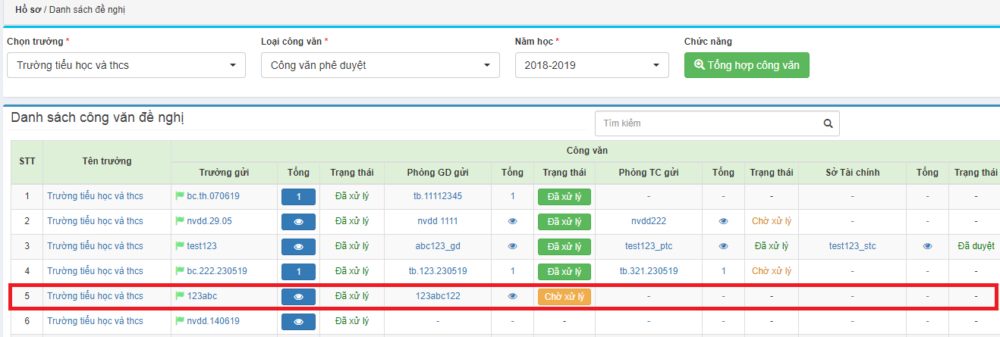 Hồ sơ / Danh sách đề nghị
Chọn trường * Loại công văn * Năm học * Chức năng
Trường tiểu học và thcs Công văn phê duyệt 2018-2019 Tổng hợp công văn
Danh sách công văn đề nghị Tìm kiếm
STT Tên trường Công văn
Trường gửi Tổng Trạng thái Phòng GD gửi Tổng Trạng thái Phòng TC gửi Tổng Trạng thái Sở Tài chính Tổng Trạng thái
1 Trường tiểu học và thcs bc.th.070619 1 Đã xử lý tb.11112345 1 Đã xử lý - - - - - -
2 Trường tiểu học và thcs nvdd.29.05 Đã xử lý nvdd 1111 Đã xử lý nvdd222 Chờ xử lý - - -
3 Trường tiểu học và thcs test123 Đã xử lý abc123_gd Đã xử lý test123_ptc Đã xử lý test123_stc Đã duyệt
4 Trường tiểu học và thcs bc.222.230519 1 Đã xử lý tb.123.230519 1 Đã xử lý tb.321.230519 1 Chờ xử lý - - -
5 Trường tiểu học và thcs 123abc Đã xử lý 123abc122 Chờ xử lý - - - - - -
6 Trường tiểu học và thcs nvdd.140619 Đã xử lý - - - - - - - - -